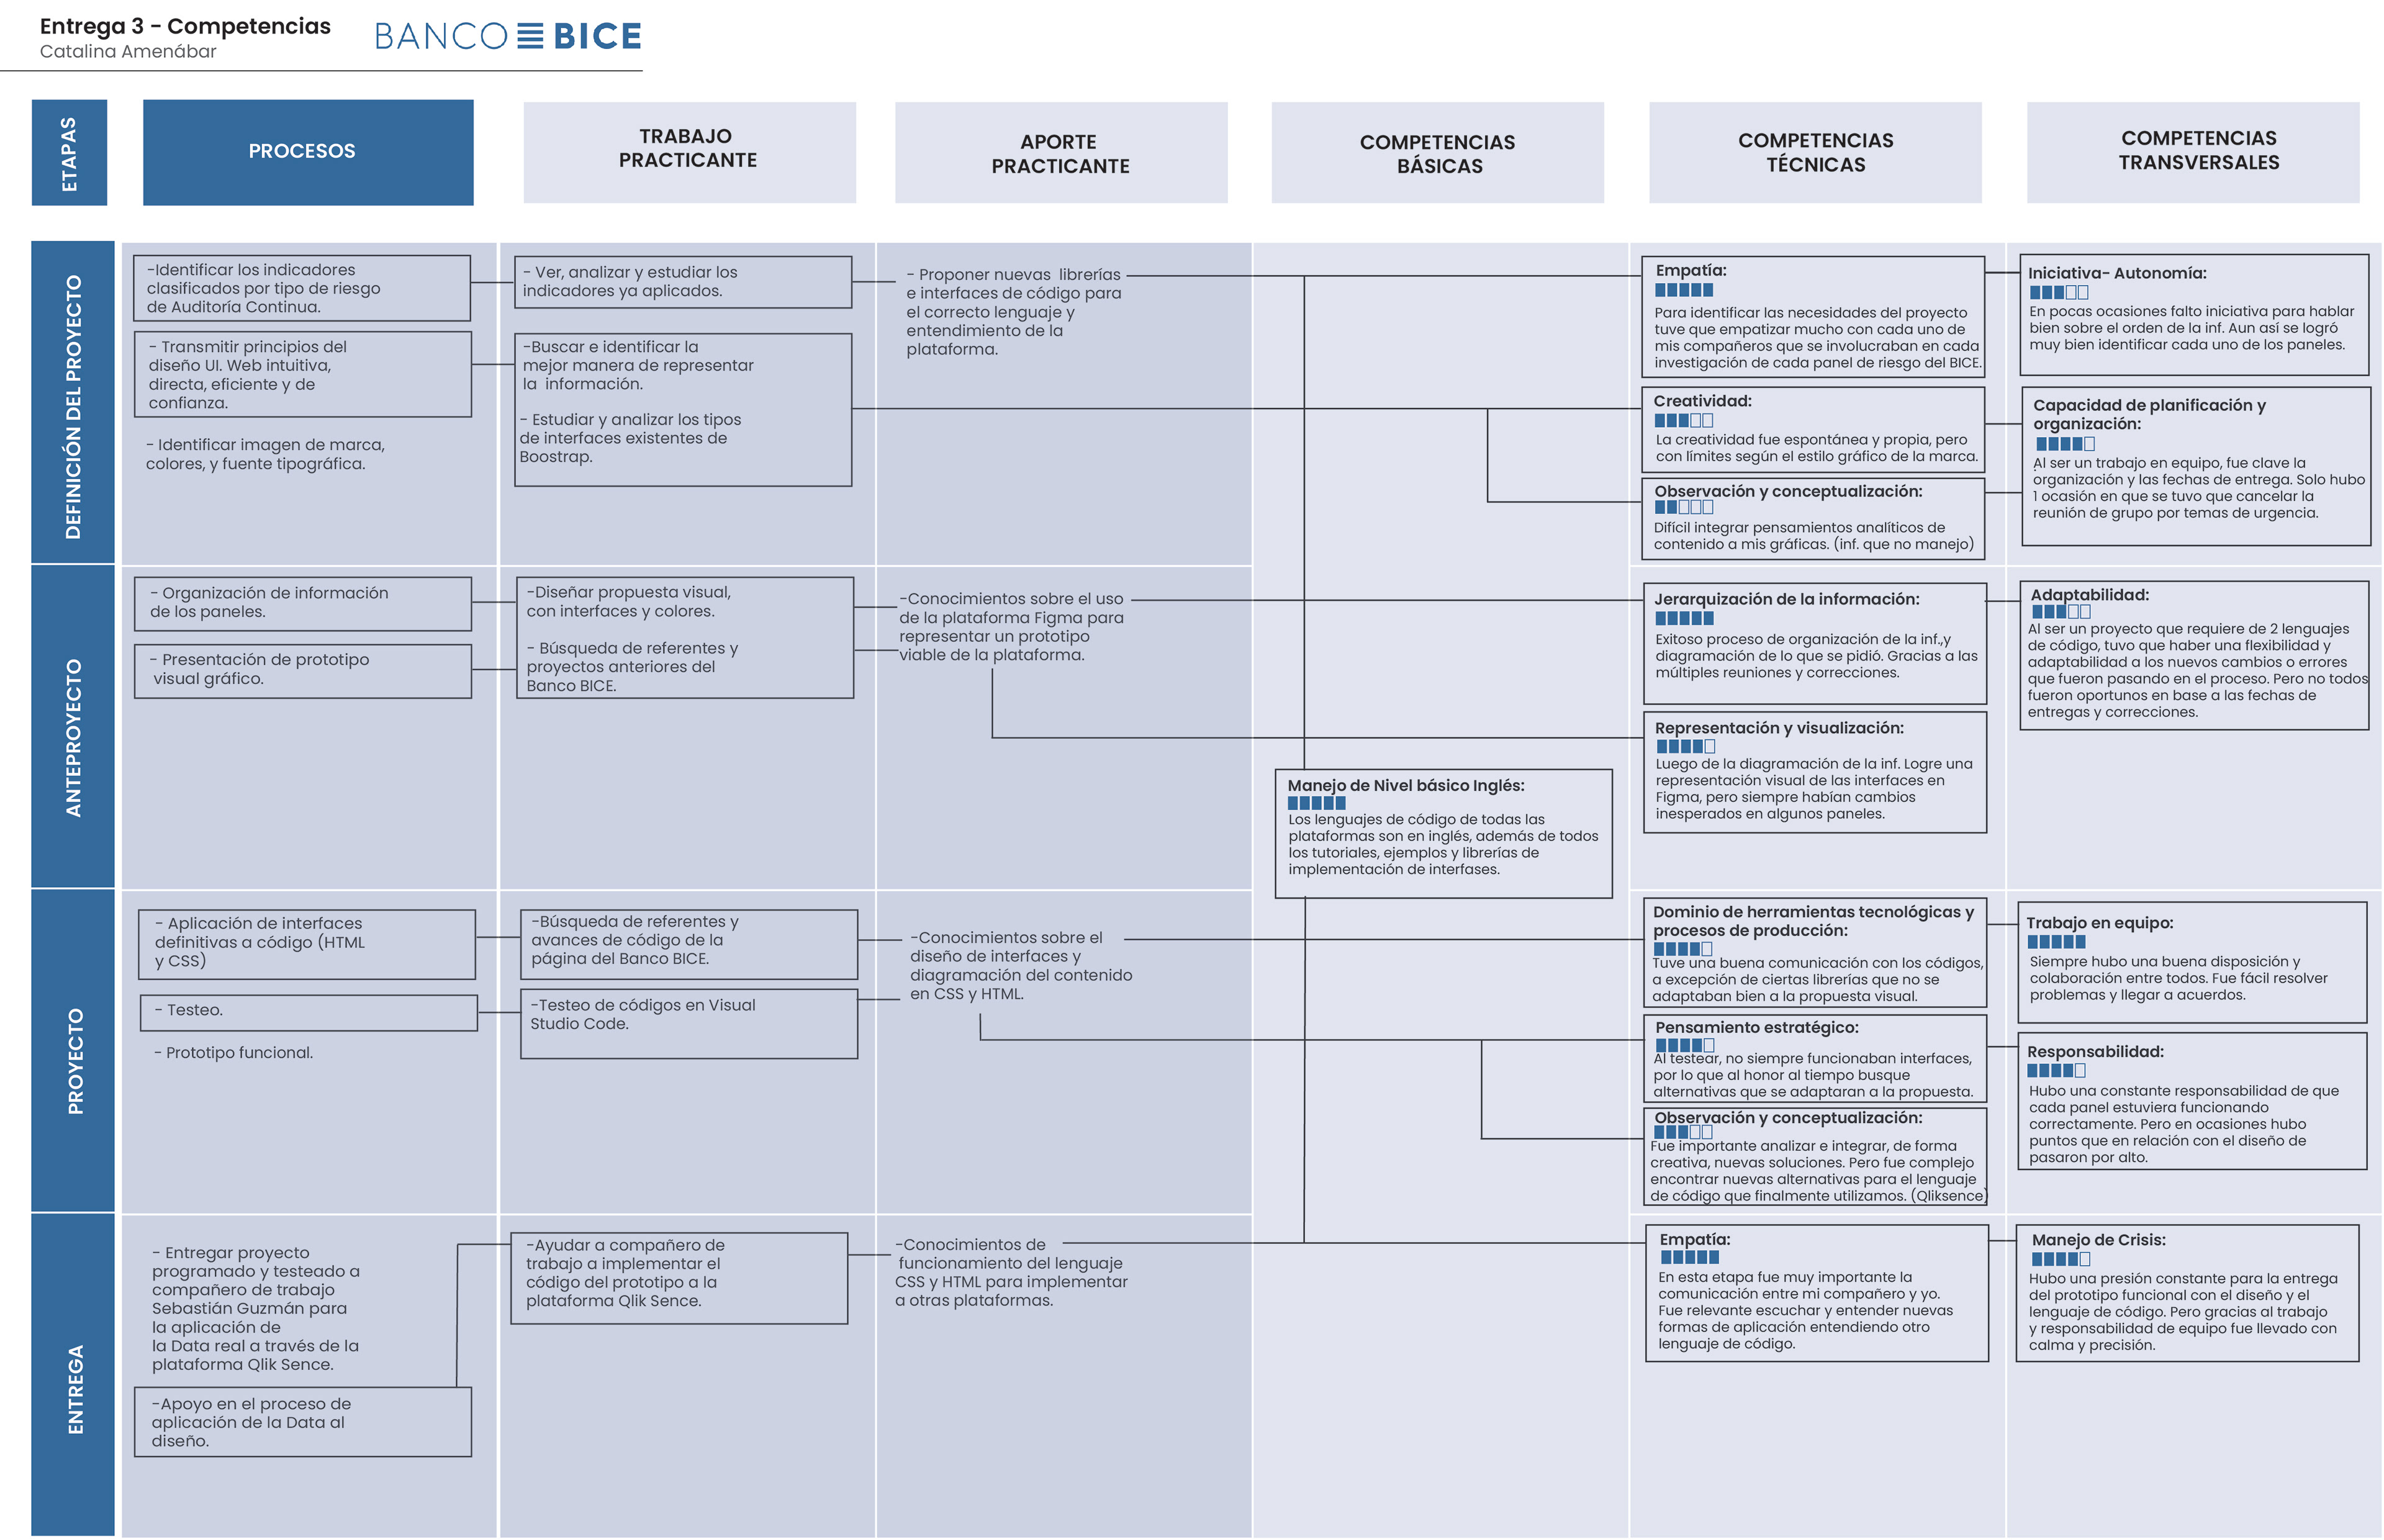 Entrega 3 - Competencias
Catalina Amenábar
BANCO BICE
ETAPAS
PROCESOS
TRABAJO
PRACTICANTE
APORTE
PRACTICANTE
COMPETENCIAS
BÁSICAS
COMPETENCIAS
TÉCNICAS
COMPETENCIAS
TRANSVERSALES
DEFINICIÓN DEL PROYECTO
-Identificar los indicadores
clasificados por tipo de riesgo
de Auditoría Continua.
- Transmitir principios del
diseño UI. Web intuitiva,
directa, eficiente y de
confianza.
- Identificar imagen de marca,
colores, y fuente tipográfica.
- Ver, analizar y estudiar los
indicadores ya aplicados.
-Buscar e identificar la
mejor manera de representar
la información.
- Estudiar y analizar los tipos
de interfaces existentes de
Boostrap.
- Proponer nuevas librerías
e interfaces de código para
el correcto lenguaje y
entendimiento de la
plataforma.
Empatía:
Para identificar las necesidades del proyecto
tuve que empatizar mucho con cada uno de
mis compañeros que se involucraban en cada
investigación de cada panel de riesgo del BICE.
Creatividad:
La creatividad fue espontánea y propia, pero
con límites según el estilo gráfico de la marca.
Observación y conceptualización:
Difícil integrar pensamientos analíticos de
contenido a mis gráficas. (inf. que no manejo)
Iniciativa- Autonomía:
En pocas ocasiones falto iniciativa para hablar
bien sobre el orden de la inf. Aun así se logró
muy bien identificar cada uno de los paneles.
Capacidad de planificación y
organización:
Al ser un trabajo en equipo, fue clave la
organización y las fechas de entrega. Solo hubo
1 ocasión en que se tuvo que cancelar la
reunión de grupo por temas de urgencia.
ANTEPROYECTO
- Organización de información
de los paneles.
- Presentación de prototipo
visual gráfico.
-Diseñar propuesta visual,
con interfaces y colores.
- Búsqueda de referentes y
proyectos anteriores del
Banco BICE.
-Conocimientos sobre el uso
de la plataforma Figma para
representar un prototipo
viable de la plataforma.
Manejo de Nivel básico Inglés:
Los lenguajes de código de todas las
plataformas son en inglés, además de todos
los tutoriales, ejemplos y librerías de
implementación de interfases.
Jerarquización de la información:
Exitoso proceso de organización de la inf.,y
diagramación de lo que se pidió. Gracias a las
múltiples reuniones y correcciones.
Representación y visualización:
Luego de la diagramación de la inf. Logre una
representación visual de las interfaces en
Figma, pero siempre habían cambios
inesperados en algunos paneles.
Adaptabilidad:
Al ser un proyecto que requiere de 2 lenguajes
de código, tuvo que haber una flexibilidad y
adaptabilidad a los nuevos cambios o errores
que fueron pasando en el proceso. Pero no todos
fueron oportunos en base a las fechas de
entregas y correcciones.
PROYECTO
- Aplicación de interfaces
definitivas a código (HTML
y CSS)
- Testeo.
- Prototipo funcional.
-Búsqueda de referentes y
avances de código de la
página del Banco BICE.
-Testeo de códigos en Visual
Studio Code.
-Conocimientos sobre el
diseño de interfaces y
diagramación del contenido
en CSS y HTML.
Dominio de herramientas tecnológicas y
procesos de producción:
Tuve una buena comunicación con los códigos,
a excepción de ciertas librerías que no se
adaptaban bien a la propuesta visual.
Pensamiento estratégico:
Al testear, no siempre funcionaban interfaces,
por lo que al honor al tiempo busque
alternativas que se adaptaran a la propuesta.
Observación y conceptualización:
Fue importante analizar e integrar, de forma
creativa, nuevas soluciones. Pero fue complejo
encontrar nuevas alternativas para el lenguaje
de código que finalmente utilizamos. (Qliksence)
Trabajo en equipo:
Siempre hubo una buena disposición y
colaboración entre todos. Fue fácil resolver
problemas y llegar a acuerdos.
Responsabilidad:
Hubo una constante responsabilidad de que
cada panel estuviera funcionando
correctamente. Pero en ocasiones hubo
puntos que en relación con el diseño de
pasaron por alto.
ENTREGA
- Entregar proyecto
programado y testeado a
compañero de trabajo
Sebastián Guzmán para
la aplicación de
la Data real a través de la
plataforma Qlik Sence.
-Apoyo en el proceso de
aplicación de la Data al
diseño.
-Ayudar a compañero de
trabajo a implementar el
código del prototipo a la
plataforma Qlik Sence.
-Conocimientos de
funcionamiento del lenguaje
CSS y HTML para implementar
a otras plataformas.
Empatía:
En esta etapa fue muy importante la
comunicación entre mi compañero y yo.
Fue relevante escuchar y entender nuevas
formas de aplicación entendiendo otro
lenguaje de código.
Manejo de Crisis:
Hubo una presión constante para la entrega
del prototipo funcional con el diseño y el
lenguaje de código. Pero gracias al trabajo
y responsabilidad de equipo fue llevado con
calma y precisión.